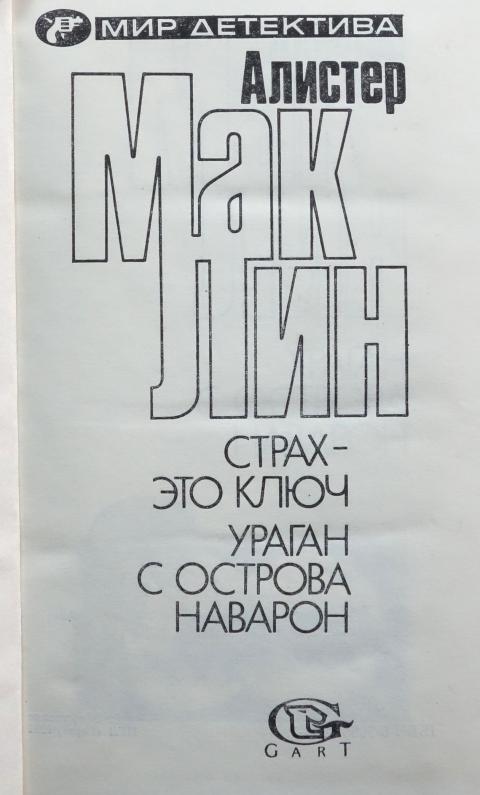 МИР ДЕТЕКТИВА
Алистер
Мак
Лин
СТРАХ –
ЭТО КЛЮЧ
УРАГАН
С ОСТРОВА
НАВАРОН
GART